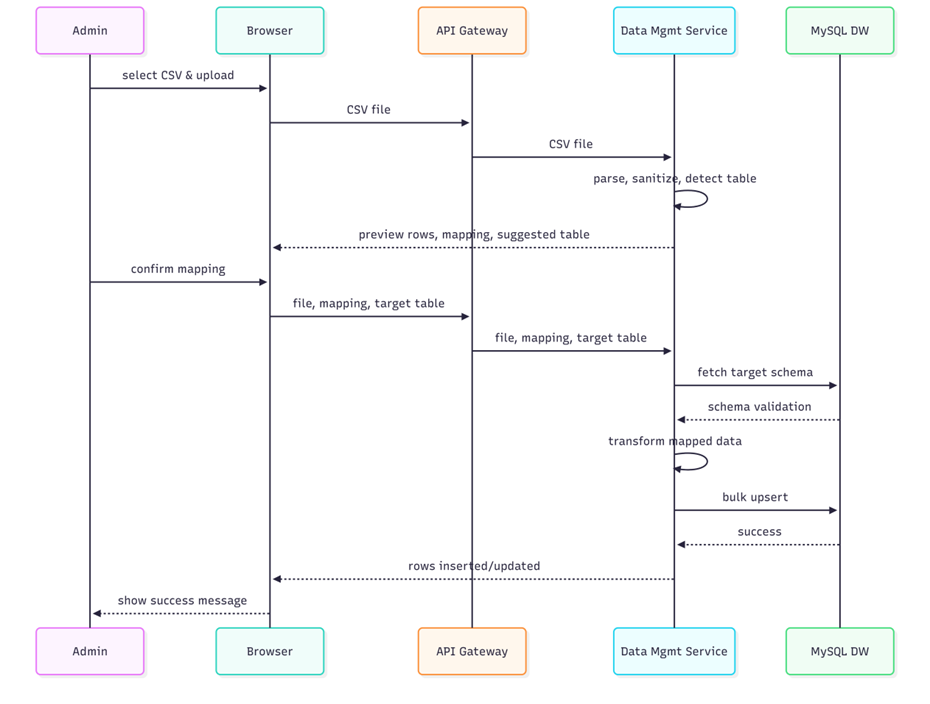 Admin
Browser
API Gateway
Data Mgmt Service
MySQL DW
select CSV & upload
CSV file
CSV file
parse, sanitize, detect table
preview rows, mapping, suggested table
confirm mapping
file, mapping, target table
file, mapping, target table
fetch target schema
schema validation
transform mapped data
bulk upsert
success
rows inserted/updated
show success message
Admin
Browser
API Gateway
Data Mgmt Service
MySQL DW